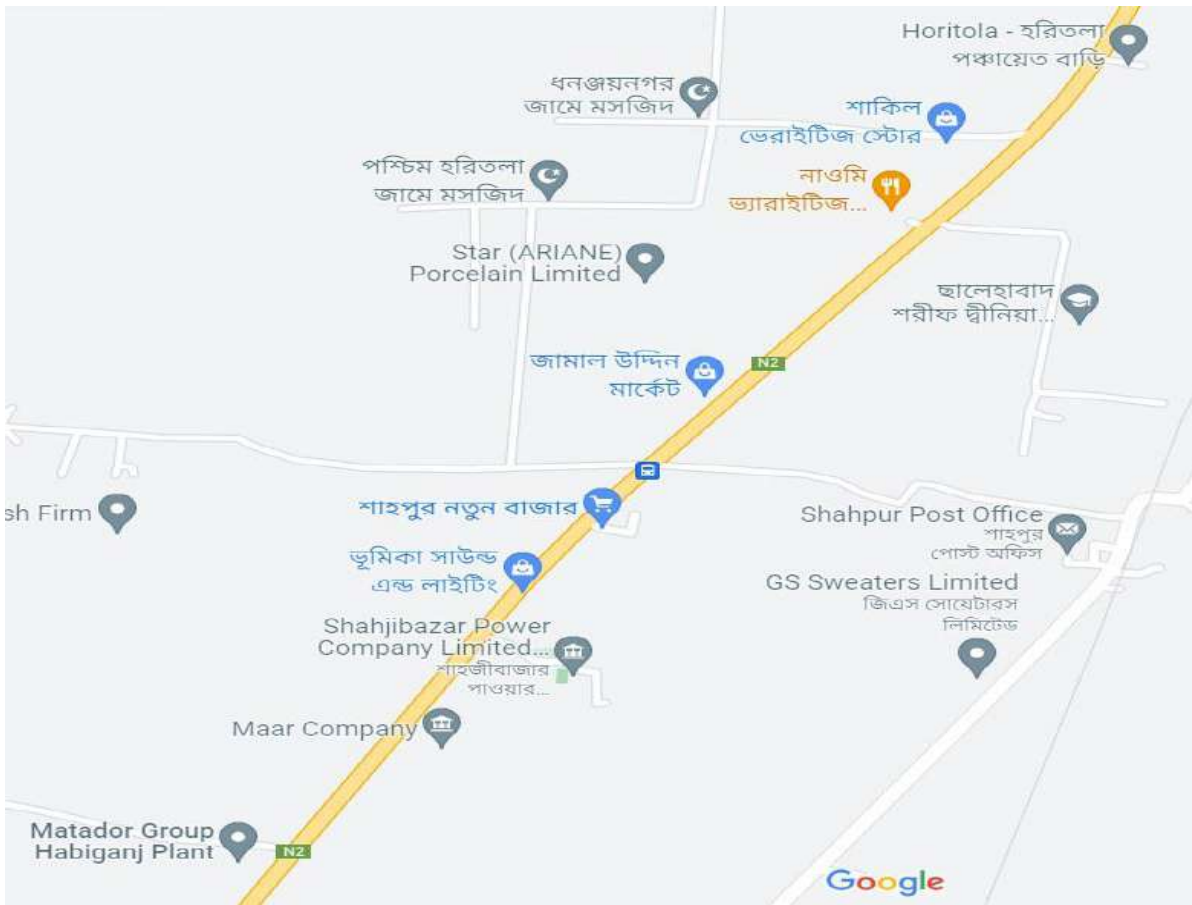 Horitola - হরিতলা
পঞ্চায়েত বাড়ি
ধনঞ্জয়নগর
জামে মসজিদ
শাকিল
ভেরাইটিজ স্টোর
পশ্চিম হরিতলা
জামে মসজিদ
নাওমি
ভ্যারাইটিজ...
Star (ARIANE)
Porcelain Limited
ছালেহাবাদ
শরীফ দ্বীনিয়া...
জামাল উদ্দিন
মার্কেট
N2
sh Firm
শাহপুর নতুন বাজার
Shahpur Post Office
শাহপুর
পোস্ট অফিস
ভূমিকা সাউন্ড
এন্ড লাইটিং
GS Sweaters Limited
জিএস সোয়েটারস
লিমিটেড
Shahjibazar Power
Company Limited...
শাহজীবাজার
পাওয়ার...
Maar Company
Matador Group
Habiganj Plant
N2
Google